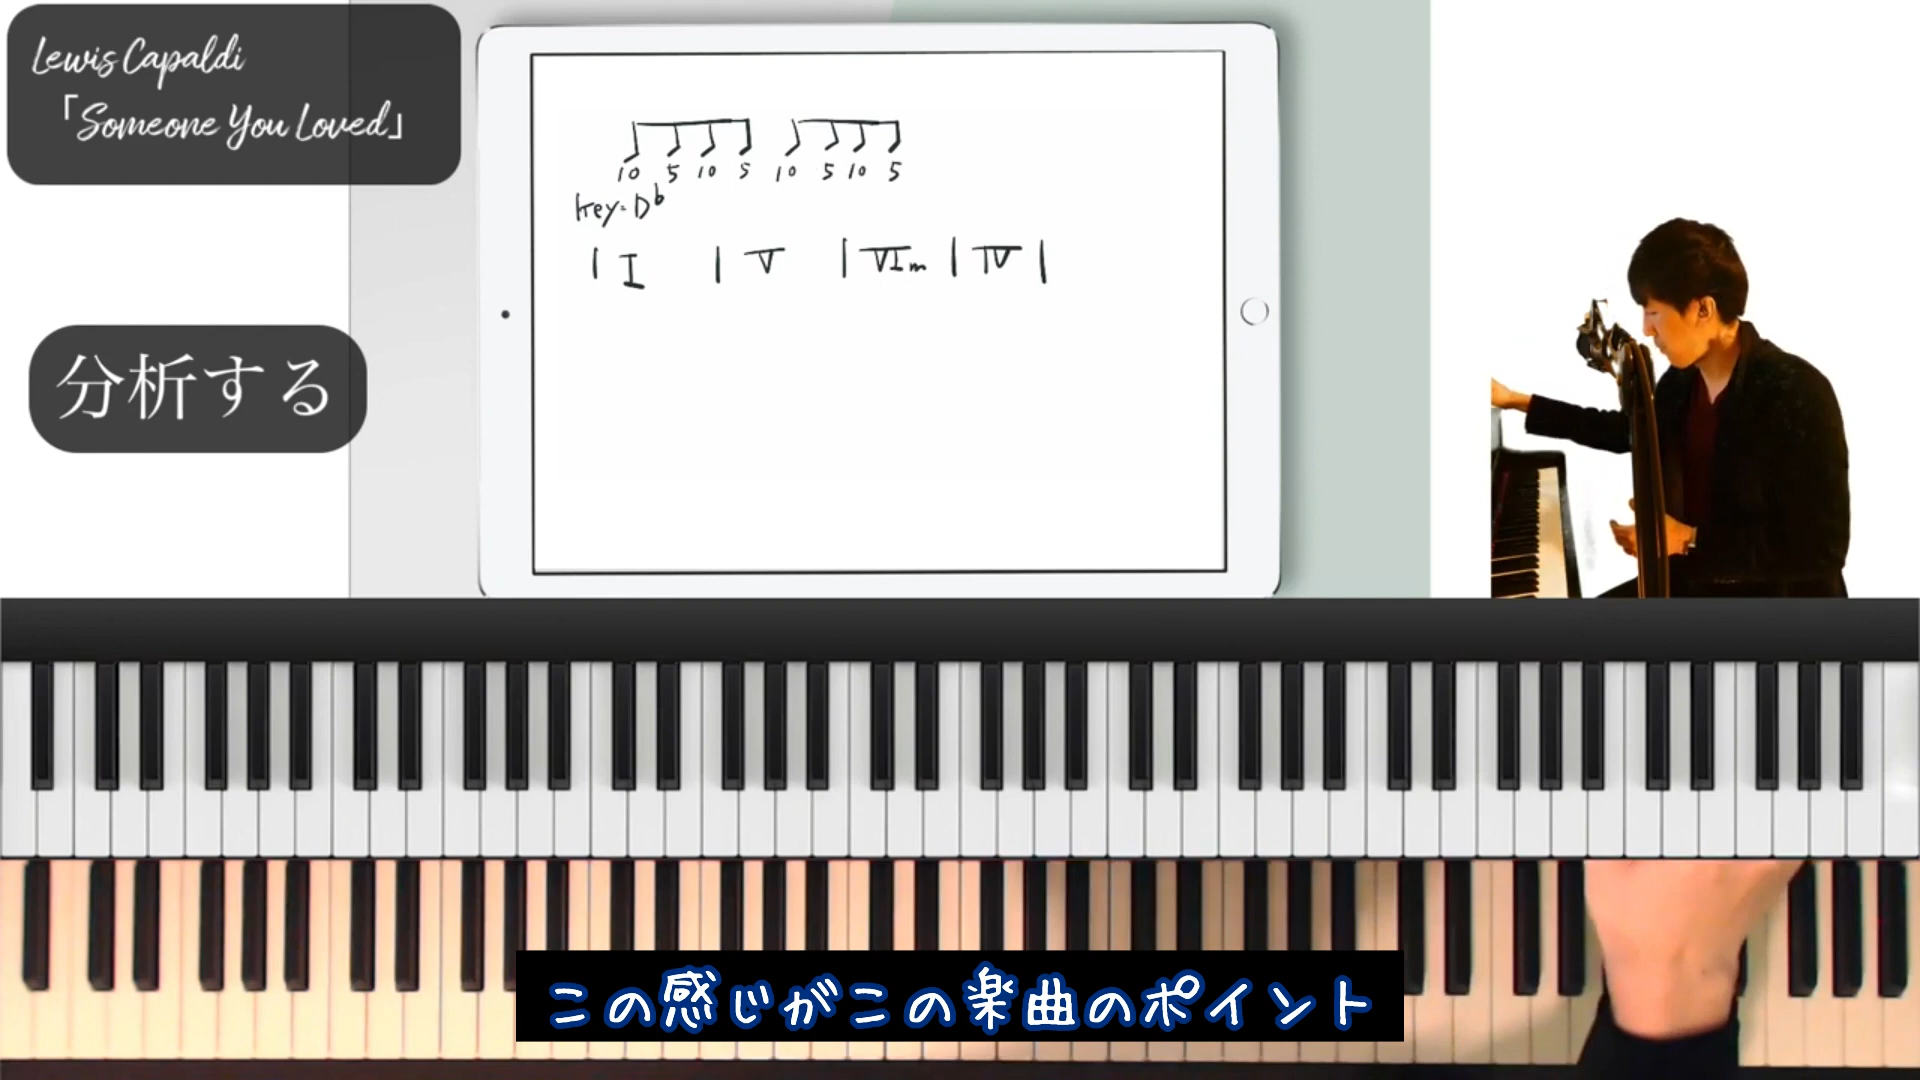 Lewis Capaldi
「Someone You Loved」
分析する
10 5 10 5 10 5 10 5
key=D♭
| I | V | VIm | IV |
この感じがこの楽曲のポイント